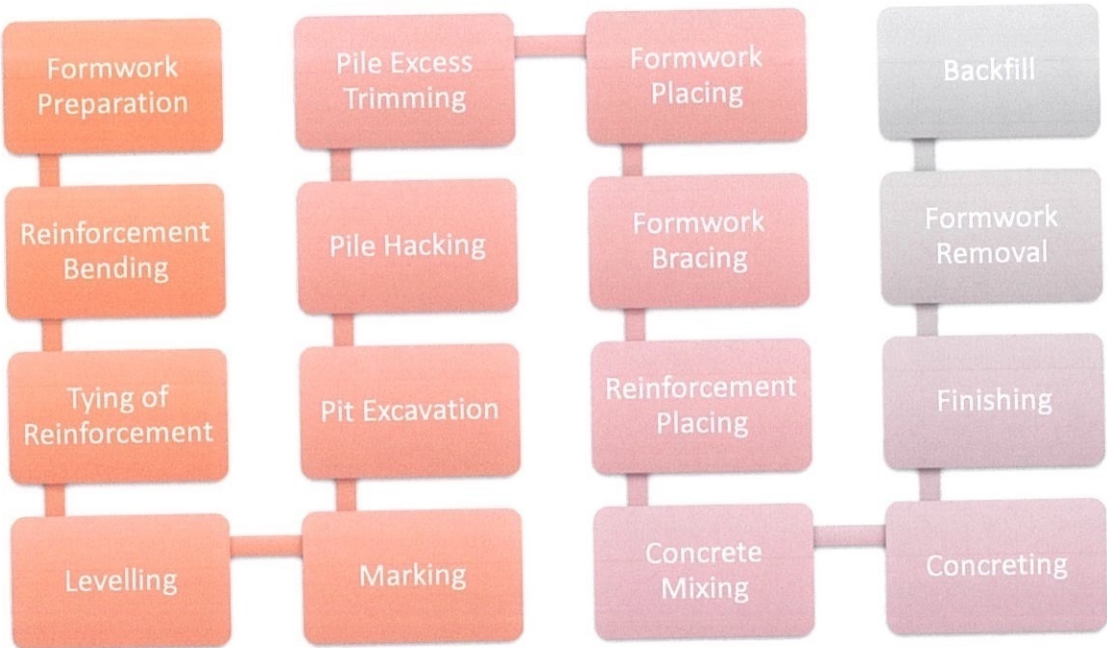 Formwork
Preparation
Reinforcement
Bending
Tying of
Reinforcement
Levelling
Marking
Pit Excavation
Pile Hacking
Pile Excess
Trimming
Formwork
Placing
Formwork
Bracing
Reinforcement
Placing
Concrete
Mixing
Concreting
Finishing
Formwork
Removal
Backfill